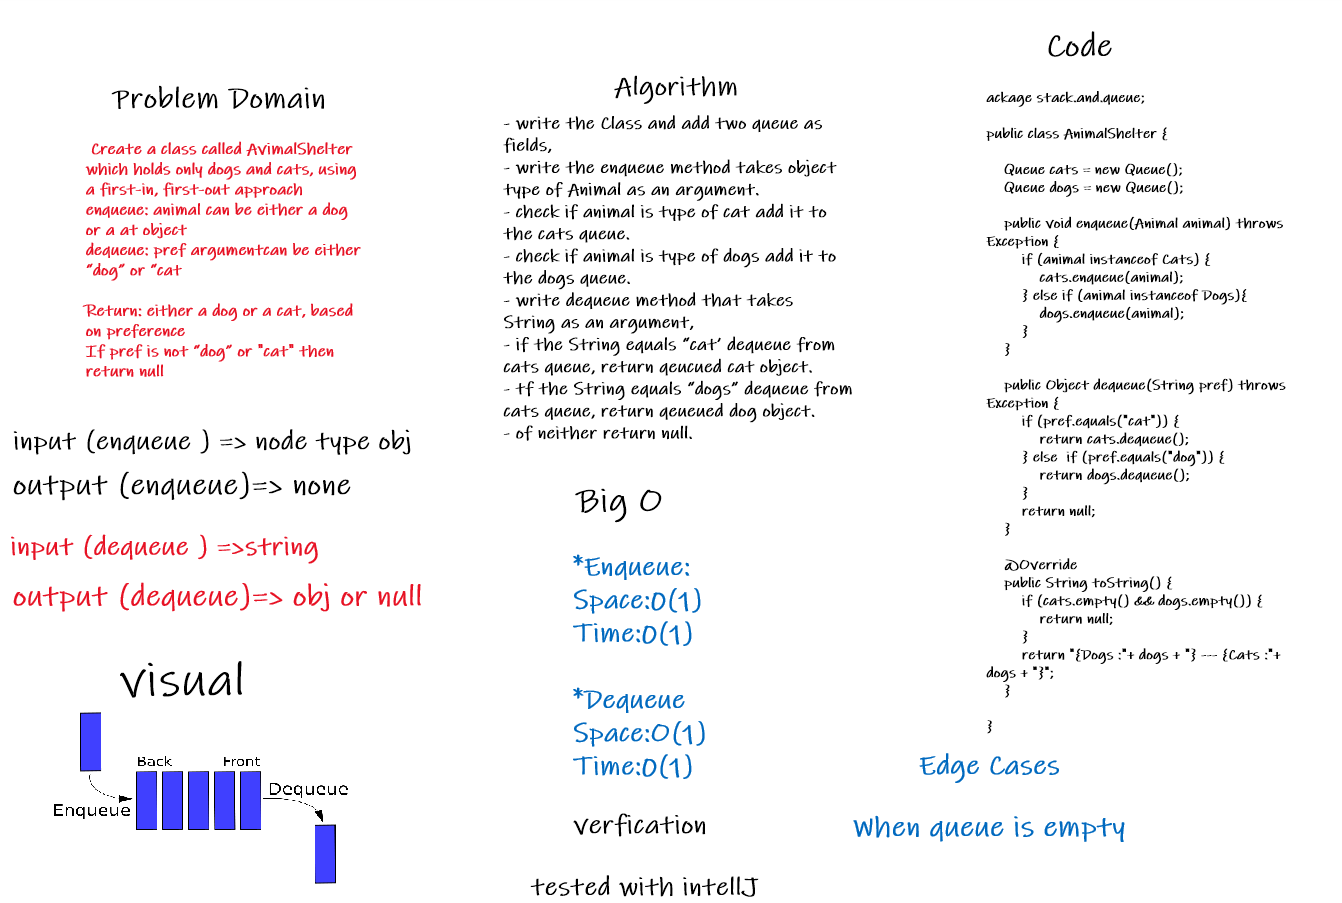 Problem Domain
Create a class called AvimalShelter
which holds only dogs and cats, using
a first-in, first-out approach
enqueue: animal can be either a dog
or a at object
dequeue: pref argumentcan be either
"dog" or "cat
Return: either a dog or a cat, based
on preference
If pref is not "dog" or "cat" then
return null
input (enqueue ) => node type obj
output (enqueue)=> none
input (dequeue ) =>string
output (dequeue)=> obj or null
visual
Back
Front
Enqueue
Dequeue
Algorithm
- write the Class and add two queue as
fields,
- write the enqueue method takes object
type of Animal as an argument.
- check if animal is type of cat add it to
the cats queue.
- check if animal is type of dogs add it to
the dogs queue.
- write dequeue method that takes
String as an argument,
- if the String equals "cat' dequeue from
cats queue, return qeucued cat object.
- tf the String equals "dogs" dequeue from
cats queue, return qeueued dog object.
- of neither return null.
Big O
*Enqueue:
Space:O(1)
Time:O(1)
*Dequeue
Space:O(1)
Time:O(1)
verfication
tested with intellJ
Code
ackage stack.and.queue;
public class AnimalShelter {
Queue cats = new Queue();
Queue dogs = new Queue();
public void enqueue(Animal animal) throws
Exception {
if (animal instanceof Cats) {
cats.enqueue(animal);
} else if (animal instanceof Dogs){
dogs.enqueue(animal);
}
}
public Object dequeue(String pref) throws
Exception {
if (pref.equals("cat")) {
return cats.dequeue();
} else  if (pref.equals("dog")) {
return dogs.dequeue();
}
return null;
}
@Override
public String toString() {
if (cats.empty() && dogs.empty()) {
return null;
}
return "{Dogs :"+ dogs + "} --- {Cats :"+
dogs + "}";
}
}
Edge Cases
When queue is empty